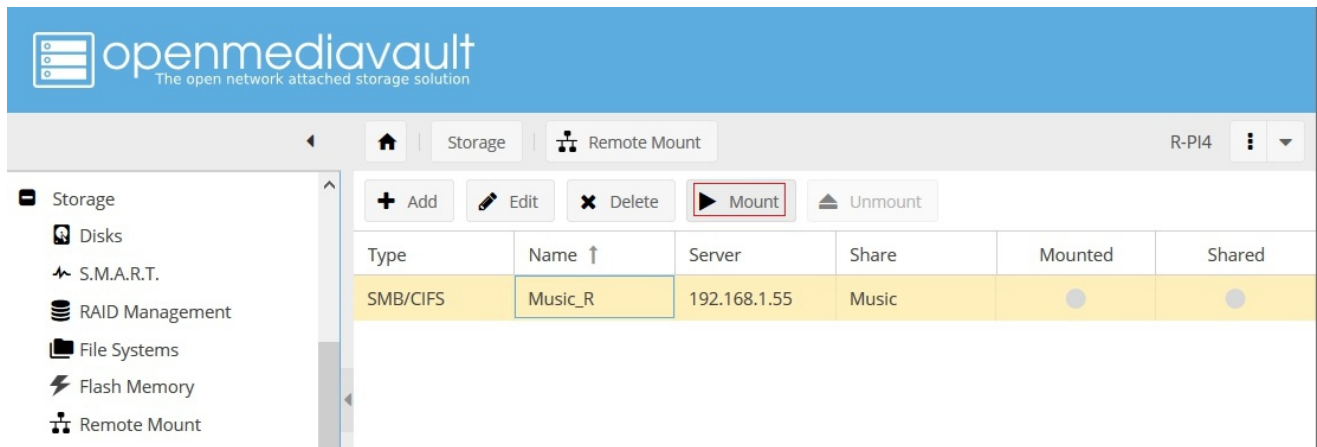 openmediavault
The open network attached storage solution
Storage
Remote Mount
R-PI4
Storage
Disks
S.M.A.R.T.
RAID Management
File Systems
Flash Memory
Remote Mount
Add Edit Delete Mount Unmount
Type Name Server Share Mounted Shared
SMB/CIFS Music_R 192.168.1.55 Music